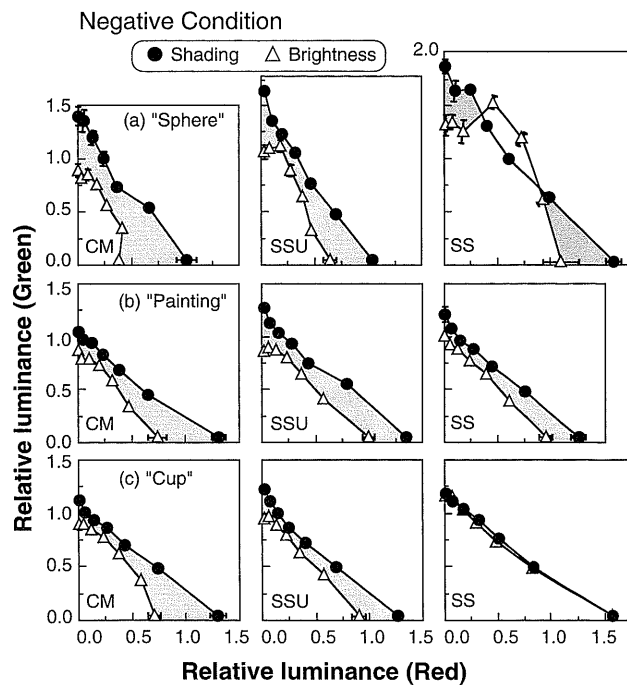 Negative Condition
Shading Brightness
2.0
(a) "Sphere"
1.5
1.0
0.5
0.0
CM SSU SS
(b) "Painting"
1.5
1.0
0.5
0.0
CM SSU SS
(c) "Cup"
1.5
1.0
0.5
0.0
CM SSU SS
0.0 0.5 1.0 1.5 0.0 0.5 1.0 1.5 0.0 0.5 1.0 1.5
Relative luminance (Green)
Relative luminance (Red)